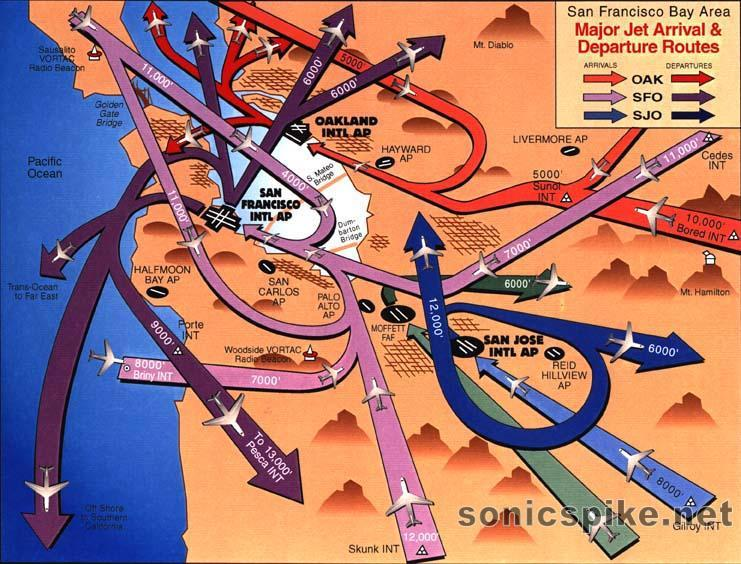 San Francisco Bay Area
Major Jet Arrival &
Departure Routes
ARRIVALS
DEPARTURES
OAK
SFO
SJO
Sausalito
VORTAC
Radio Beacon
Mt. Diablo
11,000'
6000'
6000'
5000
Golden
Gate
Bridge
OAKLAND
INTL AP
HAYWARD
AP
LIVERMORE AP
11,000'
Cedes
INT
Pacific
Ocean
4000'
S. Mateo
Bridge
5000'
Sunol
INT
SAN
FRANCISCO
INTL AP
11,000'
Dum-
barton
Bridge
10,000'
Bored INT
7000'
Trans-Ocean
to Far East
HALFMOON
BAY AP
SAN
CARLOS
AP
PALO
ALTO
AP
6000'
Mt. Hamilton
12,000'
MOFFETT
FAF
9000'
Porte
INT
Woodside VORTAC
Radio Beacon
SAN JOSE
INTL AP
6000'
REID
HILLVIEW
AP
8000'
Briny INT
7000'
To 13,000'
Pesca INT
8000'
Off Shore
to Southern
California
sonicspike.net
Gilroy INT
12,000'
Skunk INT